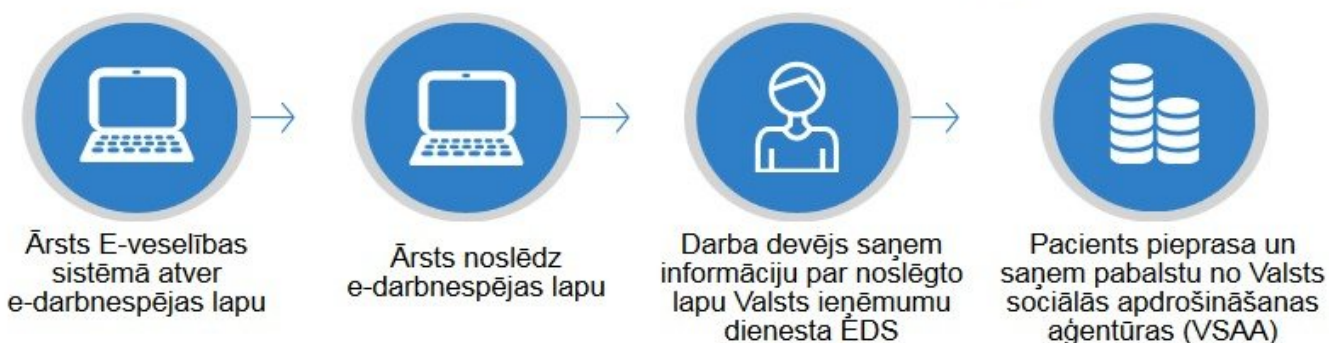 Ārsts E-veselības
sistēmā atver
e-darbnespējas lapu
Ārsts noslēdz
e-darbnespējas lapu
Darba devējs saņem
informāciju par noslēgto
lapu Valsts ieņēmumu
dienesta EDS
Pacients pieprasa un
saņem pabalstu no Valsts
sociālās apdrošināšanas
aģentūras (VSAA)